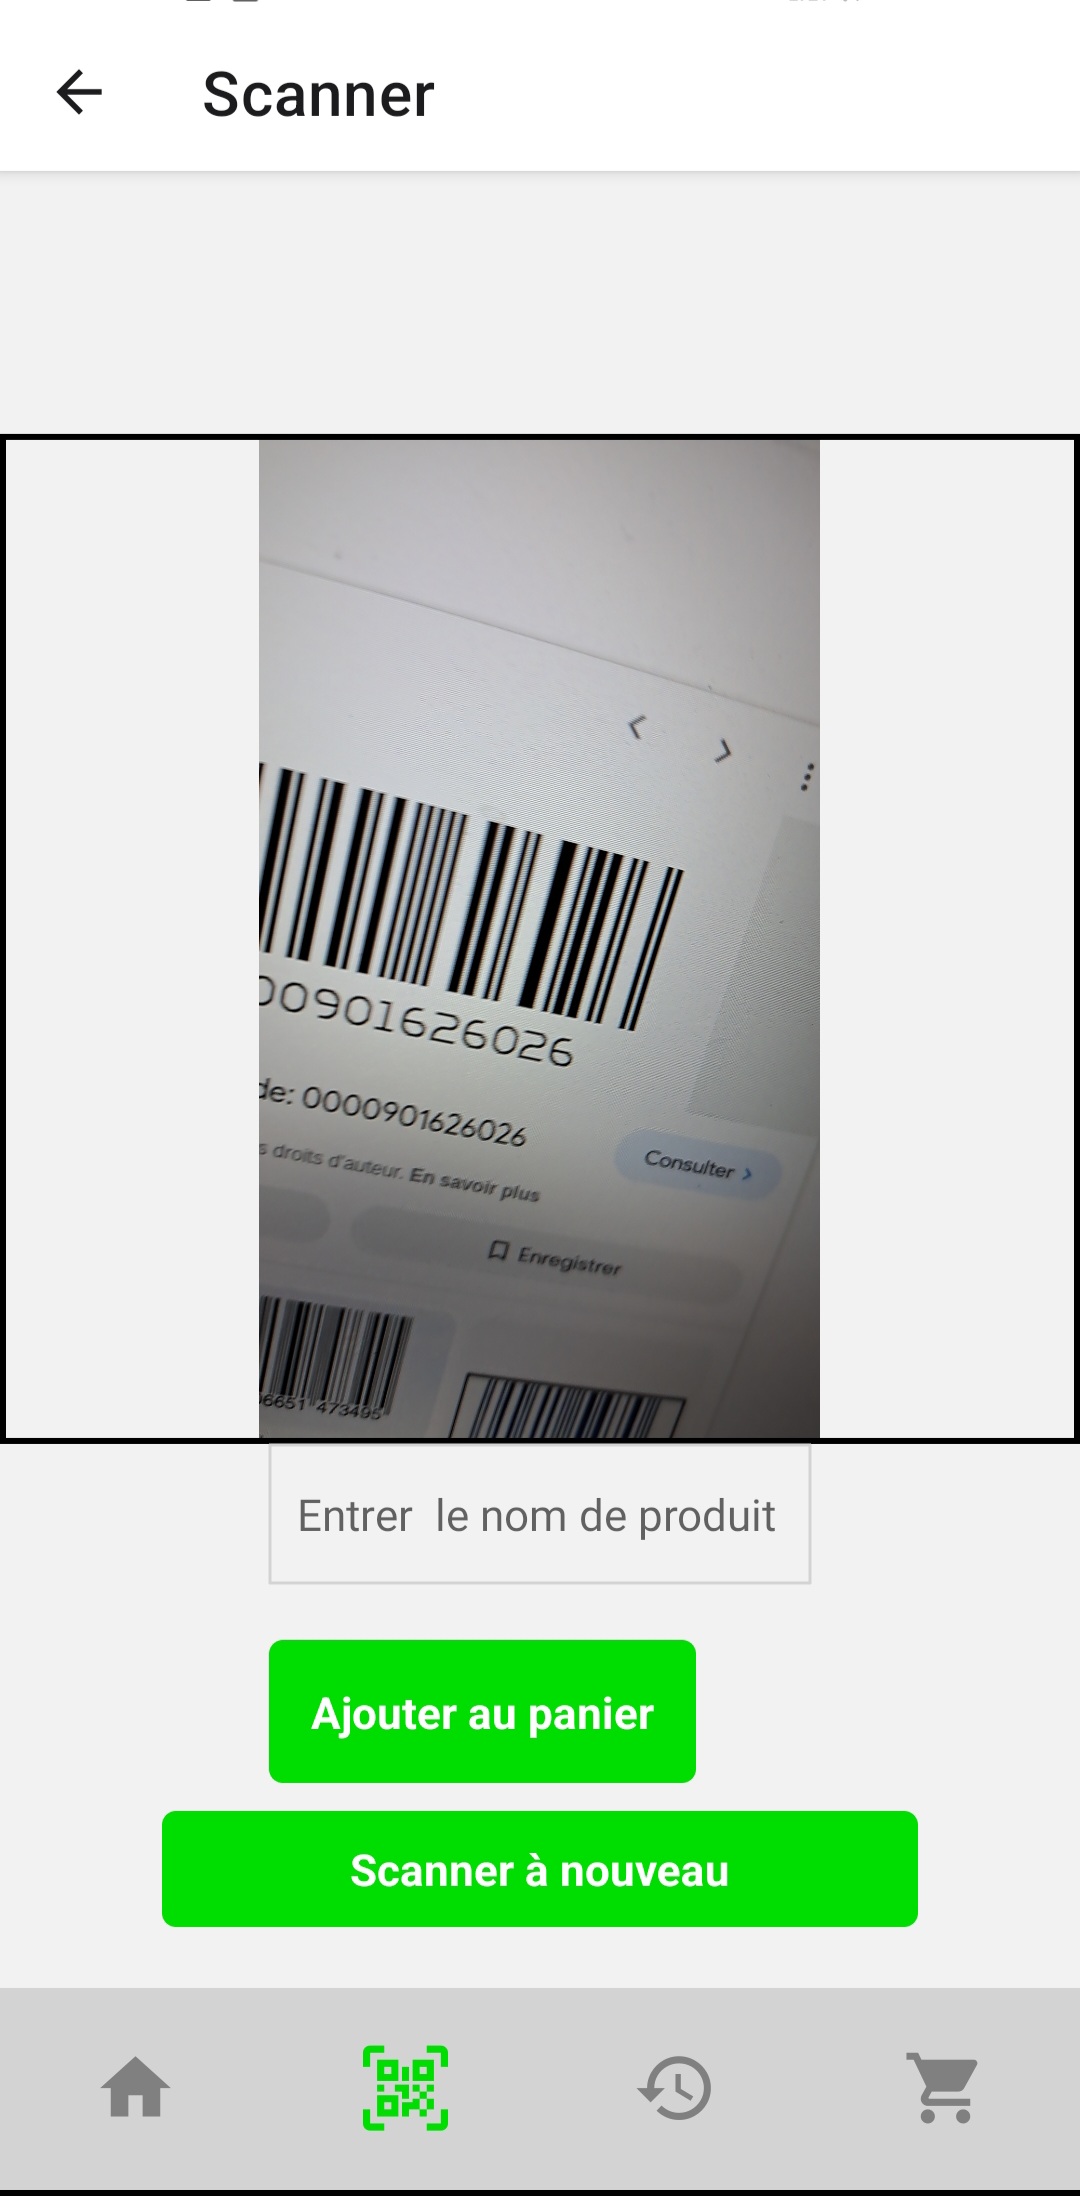 Scanner
00901626026
de: 0000901626026
s droits d'auteur. En savoir plus
Consulter >
Enregistrer
6651 473495
Entrer  le nom de produit
Ajouter au panier
Scanner à nouveau